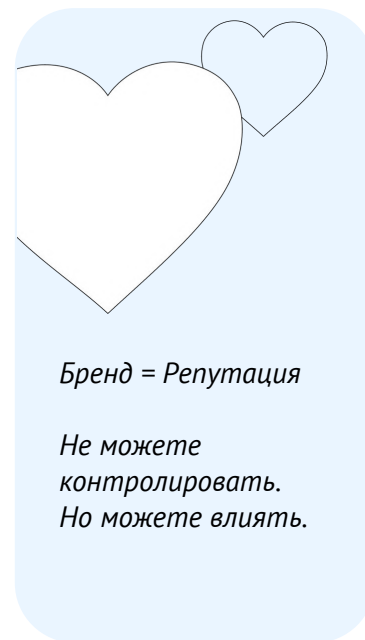 Бренд = Репутация
Не можете
контролировать.
Но можете влиять.